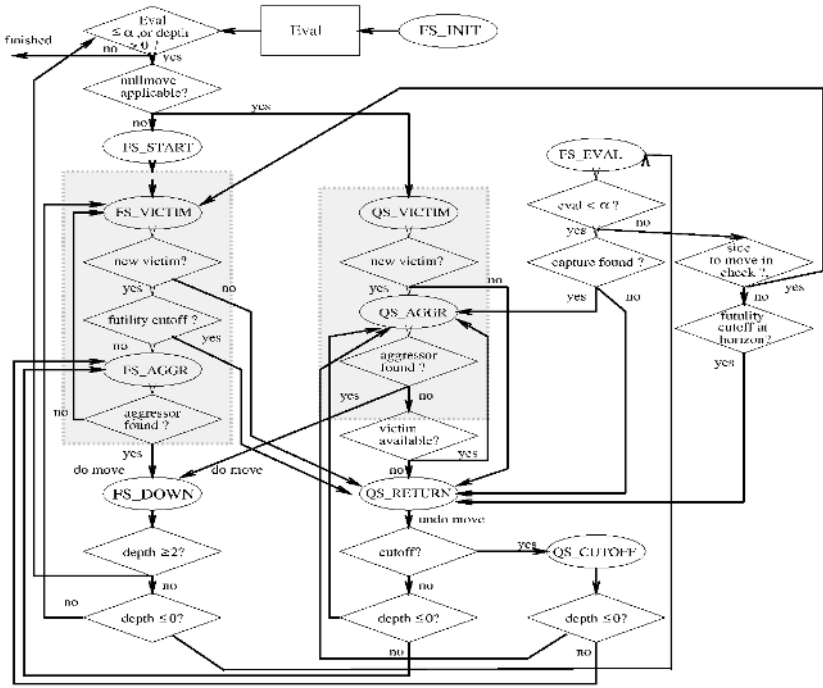 Eval
≤ α ,or depth
> 0 ?
Eval
FS_INIT
finished
no
yes
nullmove
applicable?
yes
no
FS_START
FS_EVAL
FS_VICTIM
QS_VICTIM
eval < α ?
yes
no
new victim?
new victim?
capture found ?
side
to move in
check ?
yes
no
yes
no
yes
no
yes
no
futility cutoff ?
QS_AGGR
fututility
cutoff at
horizon?
no
yes
FS_AGGR
aggressor
found ?
yes
no
aggressor
found ?
yes
no
victim
available?
yes
do move
do move
no
yes
FS_DOWN
QS_RETURN
undo move
depth ≥2?
cutoff?
yes
QS_CUTOFF
no
no
no
depth ≤0?
depth ≤0?
depth ≤0?
yes
no
no